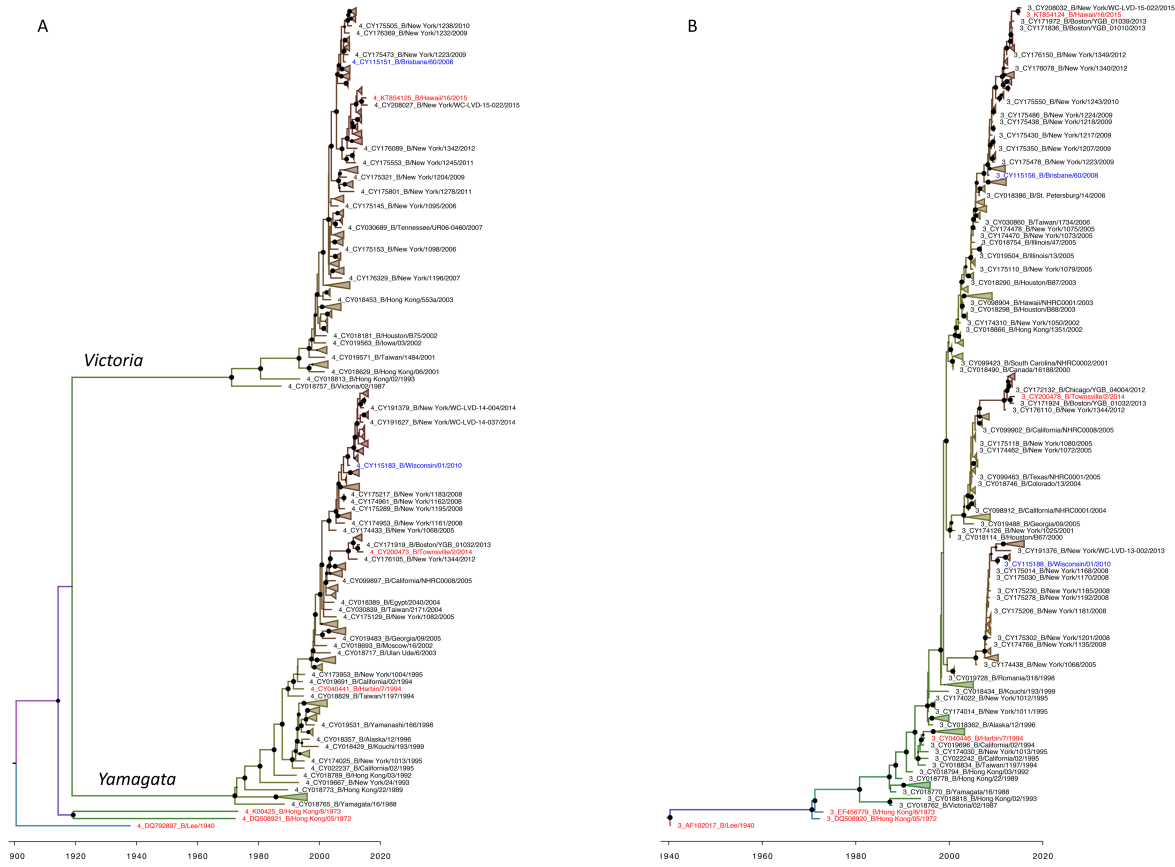 A
4_CY175505_B/New York/1238/2010
4_CY176369_B/New York/1232/2009
4_CY175473_B/New York/1223/2009
4_CY115151_B/Brisbane/60/2008
4_KT854125_B/Hawaii/16/2015
4_CY208027_B/New York/WC-LVD-15-022/2015
4_CY176089_B/New York/1342/2012
4_CY175553_B/New York/1245/2011
4_CY175321_B/New York/1204/2009
4_CY175801_B/New York/1278/2011
4_CY175145_B/New York/1095/2006
4_CY030689_B/Tennessee/UR06-0460/2007
4_CY175153_B/New York/1098/2006
4_CY176329_B/New York/1196/2007
4_CY018453_B/Hong Kong/553a/2003
4_CY018181_B/Houston/B75/2002
4_CY019563_B/Iowa/03/2002
Victoria
4_CY019571_B/Taiwan/1484/2001
4_CY018629_B/Hong Kong/06/2001
4_CY018813_B/Hong Kong/02/1993
4_CY018757_B/Victoria/02/1987
4_CY191379_B/New York/WC-LVD-14-004/2014
4_CY191627_B/New York/WC-LVD-14-037/2014
4_CY115183_B/Wisconsin/01/2010
4_CY175217_B/New York/1183/2008
4_CY174961_B/New York/1162/2008
4_CY175289_B/New York/1195/2008
4_CY174953_B/New York/1161/2008
4_CY174433_B/New York/1068/2005
4_CY171919_B/Boston/YGB_01032/2013
4_CY200473_B/Townsville/2/2014
4_CY176105_B/New York/1344/2012
4_CY099897_B/California/NHRC0008/2005
4_CY018389_B/Egypt/2040/2004
4_CY030839_B/Taiwan/2171/2004
4_CY175129_B/New York/1082/2005
4_CY019483_B/Georgia/09/2005
4_CY018693_B/Moscow/16/2002
4_CY018717_B/Ulan Ude/6/2003
4_CY173953_B/New York/1004/1995
4_CY019691_B/California/02/1994
4_CY040441_B/Harbin/7/1994
4_CY018829_B/Taiwan/1197/1994
4_CY019531_B/Yamanashi/166/1998
4_CY018357_B/Alaska/12/1996
4_CY018429_B/Kouchi/193/1999
4_CY174025_B/New York/1013/1995
4_CY022237_B/California/02/1995
Yamagata
4_CY018789_B/Hong Kong/03/1992
4_CY019667_B/New York/24/1993
4_CY018773_B/Hong Kong/22/1989
4_CY018765_B/Yamagata/16/1988
4_K00425_B/Hong Kong/8/1973
4_DQ508921_B/Hong Kong/05/1972
4_DQ792897_B/Lee/1940
900
1920
1940
1960
1980
2000
2020
B
3_CY208032_B/New York/WC-LVD-15-022/2015
3_KT854124_B/Hawaii/16/2015
3_CY171972_B/Boston/YGB_01039/2013
3_CY171836_B/Boston/YGB_01010/2013
3_CY176150_B/New York/1349/2012
3_CY176078_B/New York/1340/2012
3_CY175550_B/New York/1243/2010
3_CY175486_B/New York/1224/2009
3_CY175438_B/New York/1218/2009
3_CY175430_B/New York/1217/2009
3_CY175350_B/New York/1207/2009
3_CY175478_B/New York/1223/2009
3_CY115156_B/Brisbane/60/2008
3_CY018386_B/St. Petersburg/14/2006
3_CY030860_B/Taiwan/1734/2006
3_CY174478_B/New York/1075/2005
3_CY174470_B/New York/1073/2005
3_CY018754_B/Illinois/47/2005
3_CY019504_B/Illinois/13/2005
3_CY175110_B/New York/1079/2005
3_CY018290_B/Houston/B87/2003
3_CY098904_B/Hawaii/NHRC0001/2003
3_CY018298_B/Houston/B88/2003
3_CY174310_B/New York/1050/2002
3_CY018866_B/Hong Kong/1351/2002
3_CY099423_B/South Carolina/NHRC0002/2001
3_CY018490_B/Canada/16188/2000
3_CY172132_B/Chicago/YGB_04004/2012
3_CY200478_B/Townsville/2/2014
3_CY171924_B/Boston/YGB_01032/2013
3_CY176110_B/New York/1344/2012
3_CY099902_B/California/NHRC0008/2005
3_CY175118_B/New York/1080/2005
3_CY174462_B/New York/1072/2005
3_CY099463_B/Texas/NHRC0001/2005
3_CY018746_B/Colorado/13/2004
3_CY098912_B/California/NHRC0001/2004
3_CY019488_B/Georgia/09/2005
3_CY174126_B/New York/1025/2001
3_CY018114_B/Houston/B67/2000
3_CY191376_B/New York/WC-LVD-13-002/2013
3_CY115188_B/Wisconsin/01/2010
3_CY175014_B/New York/1168/2008
3_CY175030_B/New York/1170/2008
3_CY175230_B/New York/1185/2008
3_CY175278_B/New York/1192/2008
3_CY175206_B/New York/1181/2008
3_CY175302_B/New York/1201/2008
3_CY174766_B/New York/1135/2008
3_CY174438_B/New York/1068/2005
3_CY019728_B/Romania/318/1998
3_CY018434_B/Kouchi/193/1999
3_CY174022_B/New York/1012/1995
3_CY174014_B/New York/1011/1995
3_CY018362_B/Alaska/12/1996
3_CY040446_B/Harbin/7/1994
3_CY019696_B/California/02/1994
3_CY174030_B/New York/1013/1995
3_CY022242_B/California/02/1995
3_CY018834_B/Taiwan/1197/1994
3_CY018794_B/Hong Kong/03/1992
3_CY018778_B/Hong Kong/22/1989
3_CY018770_B/Yamagata/16/1988
3_CY018818_B/Hong Kong/02/1993
3_CY018762_B/Victoria/02/1987
3_EF456779_B/Hong Kong/8/1973
3_DQ508920_B/Hong Kong/05/1972
3_AF102017_B/Lee/1940
1940
1960
1980
2000
2020